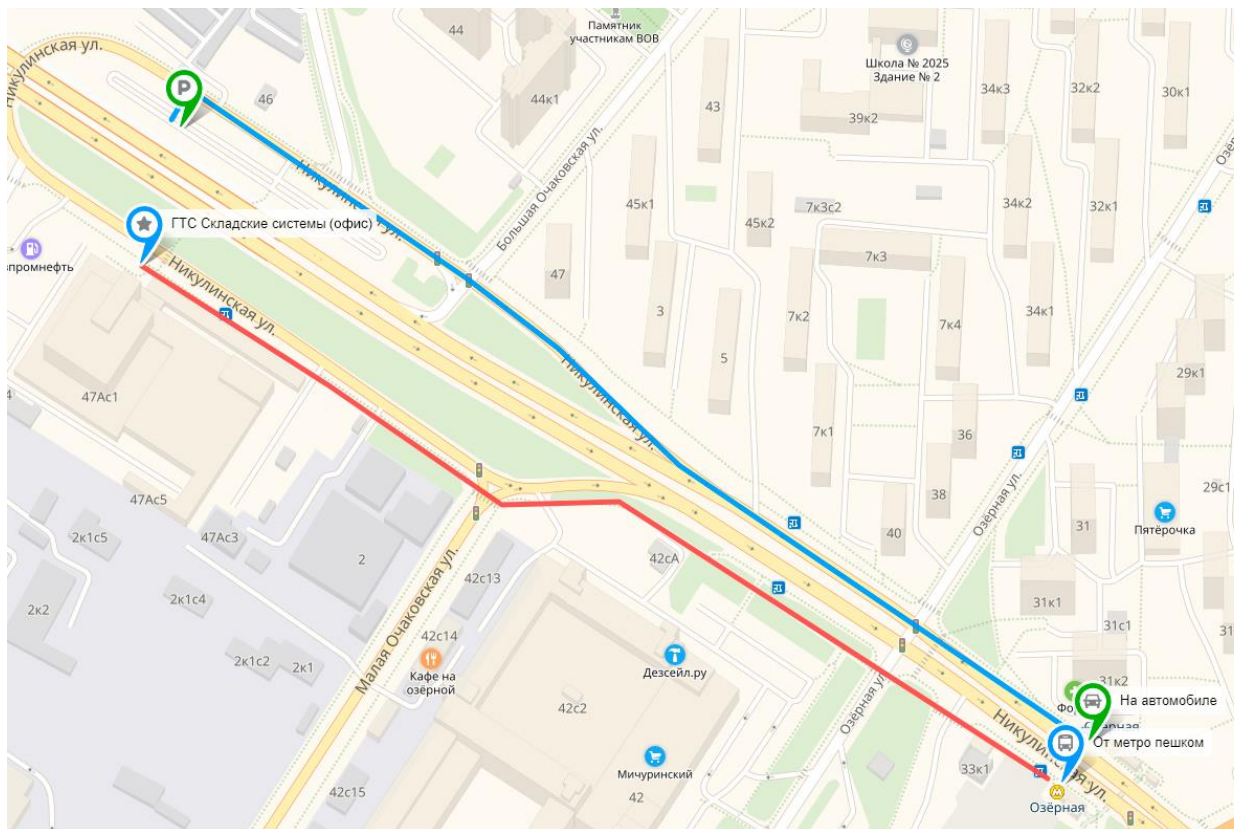 44
Памятник
участникам ВОВ
Школа № 2025
Здание № 2
34к3
32к2
30к1
Никулинская ул.
P
46
44к1
43
39к2
Большая Очаковская ул.
Никулинская ул.
45к1
45к2
7к3с2
34к2
32к1
ГТС Складские системы (офис)
47
7к3
Никулинская ул.
3
7к2
7к4
34к1
5
29к1
Никулинская ул.
47Ас1
7к1
36
38
Озёрная ул.
29с1
47Ас5
2к1с5
47Ас3
2
40
31
Пятёрочка
42сА
42с13
2к2
2к1с4
31к1
31с1
Малая Очаковская ул.
42с14
2к1с2
2к1
Кафе на
озёрной
Дезсейл.ру
31к2
На автомобиле
42с2
Озёрная ул.
Никулинская ул.
От метро пешком
Мичуринский
33к1
42с15
42
Озёрная